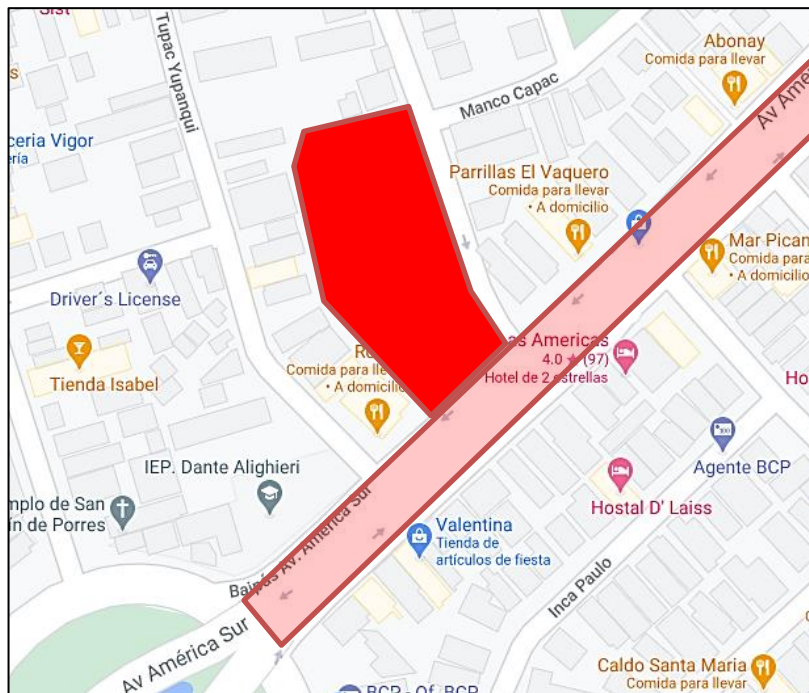 Sist
Tupac Yupanqui
Abonay
Comida para llevar
Av Amé
Manco Capac
s
cería Vigor
ería
Parrillas El Vaquero
Comida para llevar
• A domicilio
Mar Pican
Comida para
• A domicilio
Driver´s License
as Americas
4.0 ★ (97)
Hotel de 2 estrellas
Comida para lle
• A domicilio
Tienda Isabel
Ho
IEP. Dante Alighieri
Agente BCP
Hostal D' Laiss
mplo de San
ín de Porres
Valentina
Tienda de
artículos de fiesta
Baipás Av. América Sur
Inca Paulo
Av América Sur
Caldo Santa Maria
Comida para llevar
BCP - Of. BCP